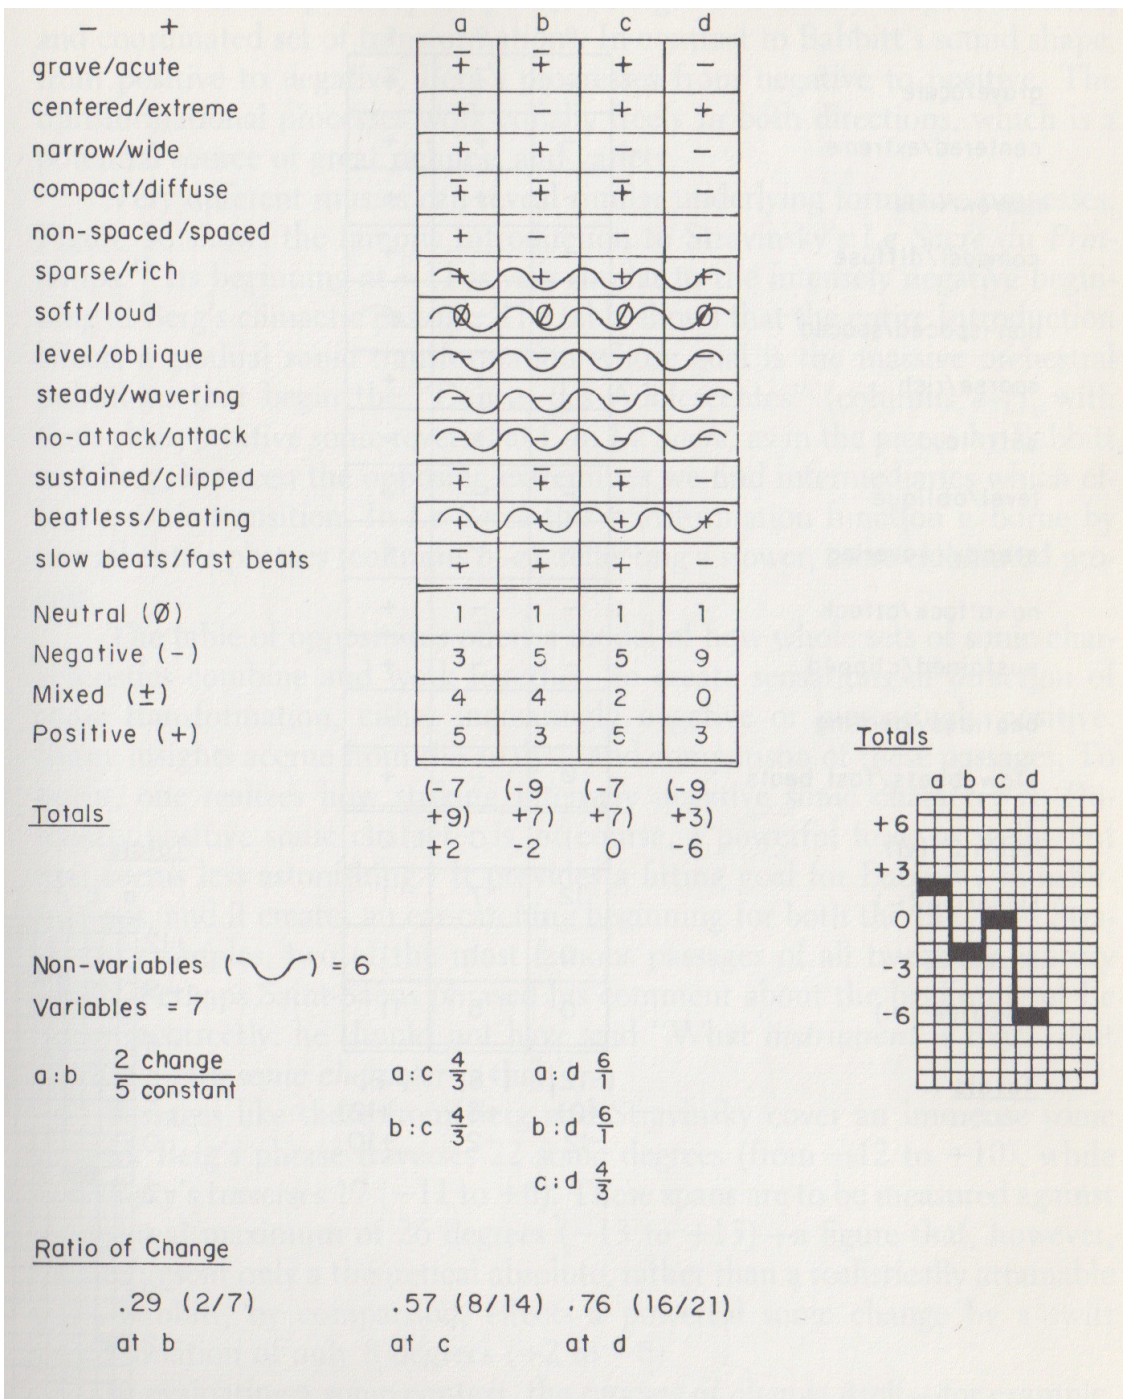 − + a b c d
grave/acute ∓ ∓ + −
centered/extreme + − + +
narrow/wide + + − −
compact/diffuse ∓ ∓ ∓ −
non-spaced/spaced + − − −
sparse/rich + + + +
soft/loud Ø Ø Ø Ø
level/oblique − − − −
steady/wavering − − − −
no-attack/attack − − − −
sustained/clipped ∓ ∓ ∓ −
beatless/beating + + + +
slow beats/fast beats ∓ ∓ + −
Neutral (Ø) 1 1 1 1
Negative (−) 3 5 5 9
Mixed (±) 4 4 2 0
Positive (+) 5 3 5 3
Totals
(-7 (-9 (-7 (-9
+9) +7) +7) +3)
+2 -2 0 -6
Totals
a b c d
+6
+3
0
-3
-6
Non-variables ( ) = 6
Variables = 7
a:b 2 change / 5 constant a:c 4/3 a:d 6/1
b:c 4/3 b:d 6/1
c:d 4/3
Ratio of Change
.29 (2/7) .57 (8/14) .76 (16/21)
at b at c at d